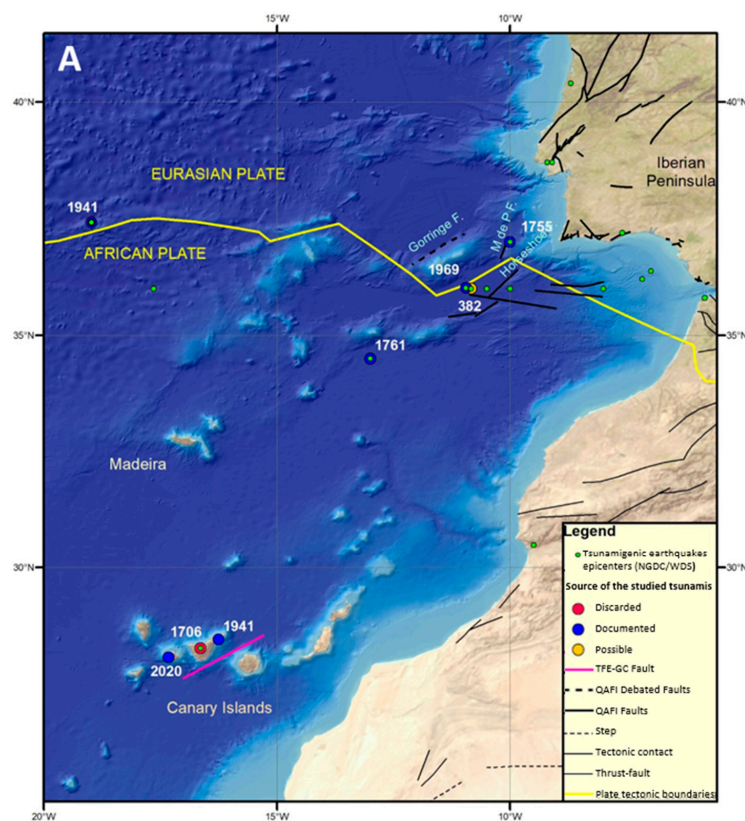 15°W
10°W
A
40°N
40°N
Iberian
Peninsula
EURASIAN PLATE
1941
AFRICAN PLATE
Gorringe F.
M de P F.
1755
Horseshoe
1969
382
35°N
35°N
1761
Madeira
30°N
30°N
1706
1941
2020
Canary Islands
Legend
Tsunamigenic earthquakes
epicenters (NGDC/WDS)
Source of the studied tsunamis
Discarded
Documented
Possible
TFE-GC Fault
QAFI Debated Faults
QAFI Faults
Step
Tectonic contact
Thrust-fault
Plate tectonic boundaries
20°W
15°W
10°W